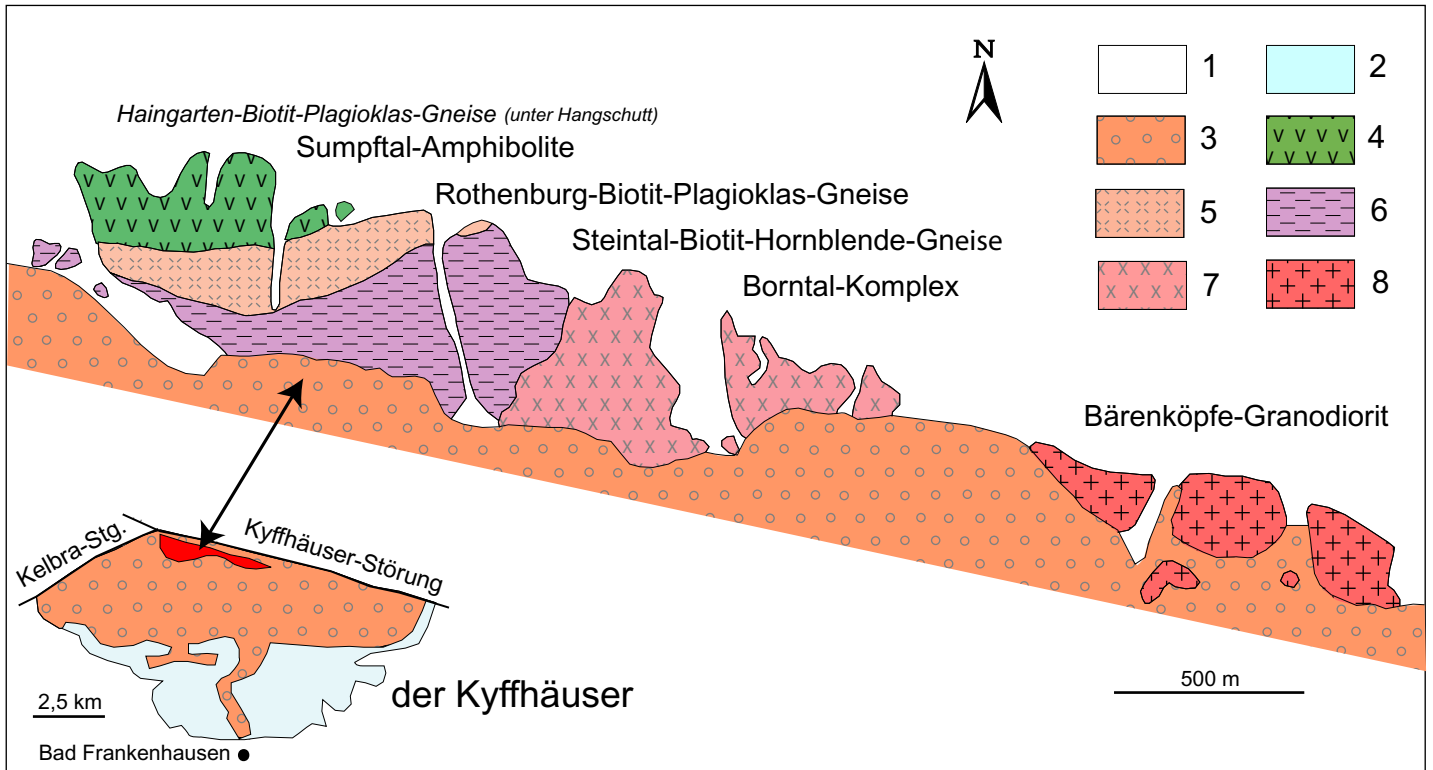 N
1
2
3
4
5
6
7
8
Haingarten-Biotit-Plagioklas-Gneise (unter Hangschutt)
Sumpftal-Amphibolite
Rothenburg-Biotit-Plagioklas-Gneise
Steintal-Biotit-Hornblende-Gneise
Borntal-Komplex
Bärenköpfe-Granodiorit
Kelbra-Stg.
Kyffhäuser-Störung
2,5 km
der Kyffhäuser
500 m
Bad Frankenhausen